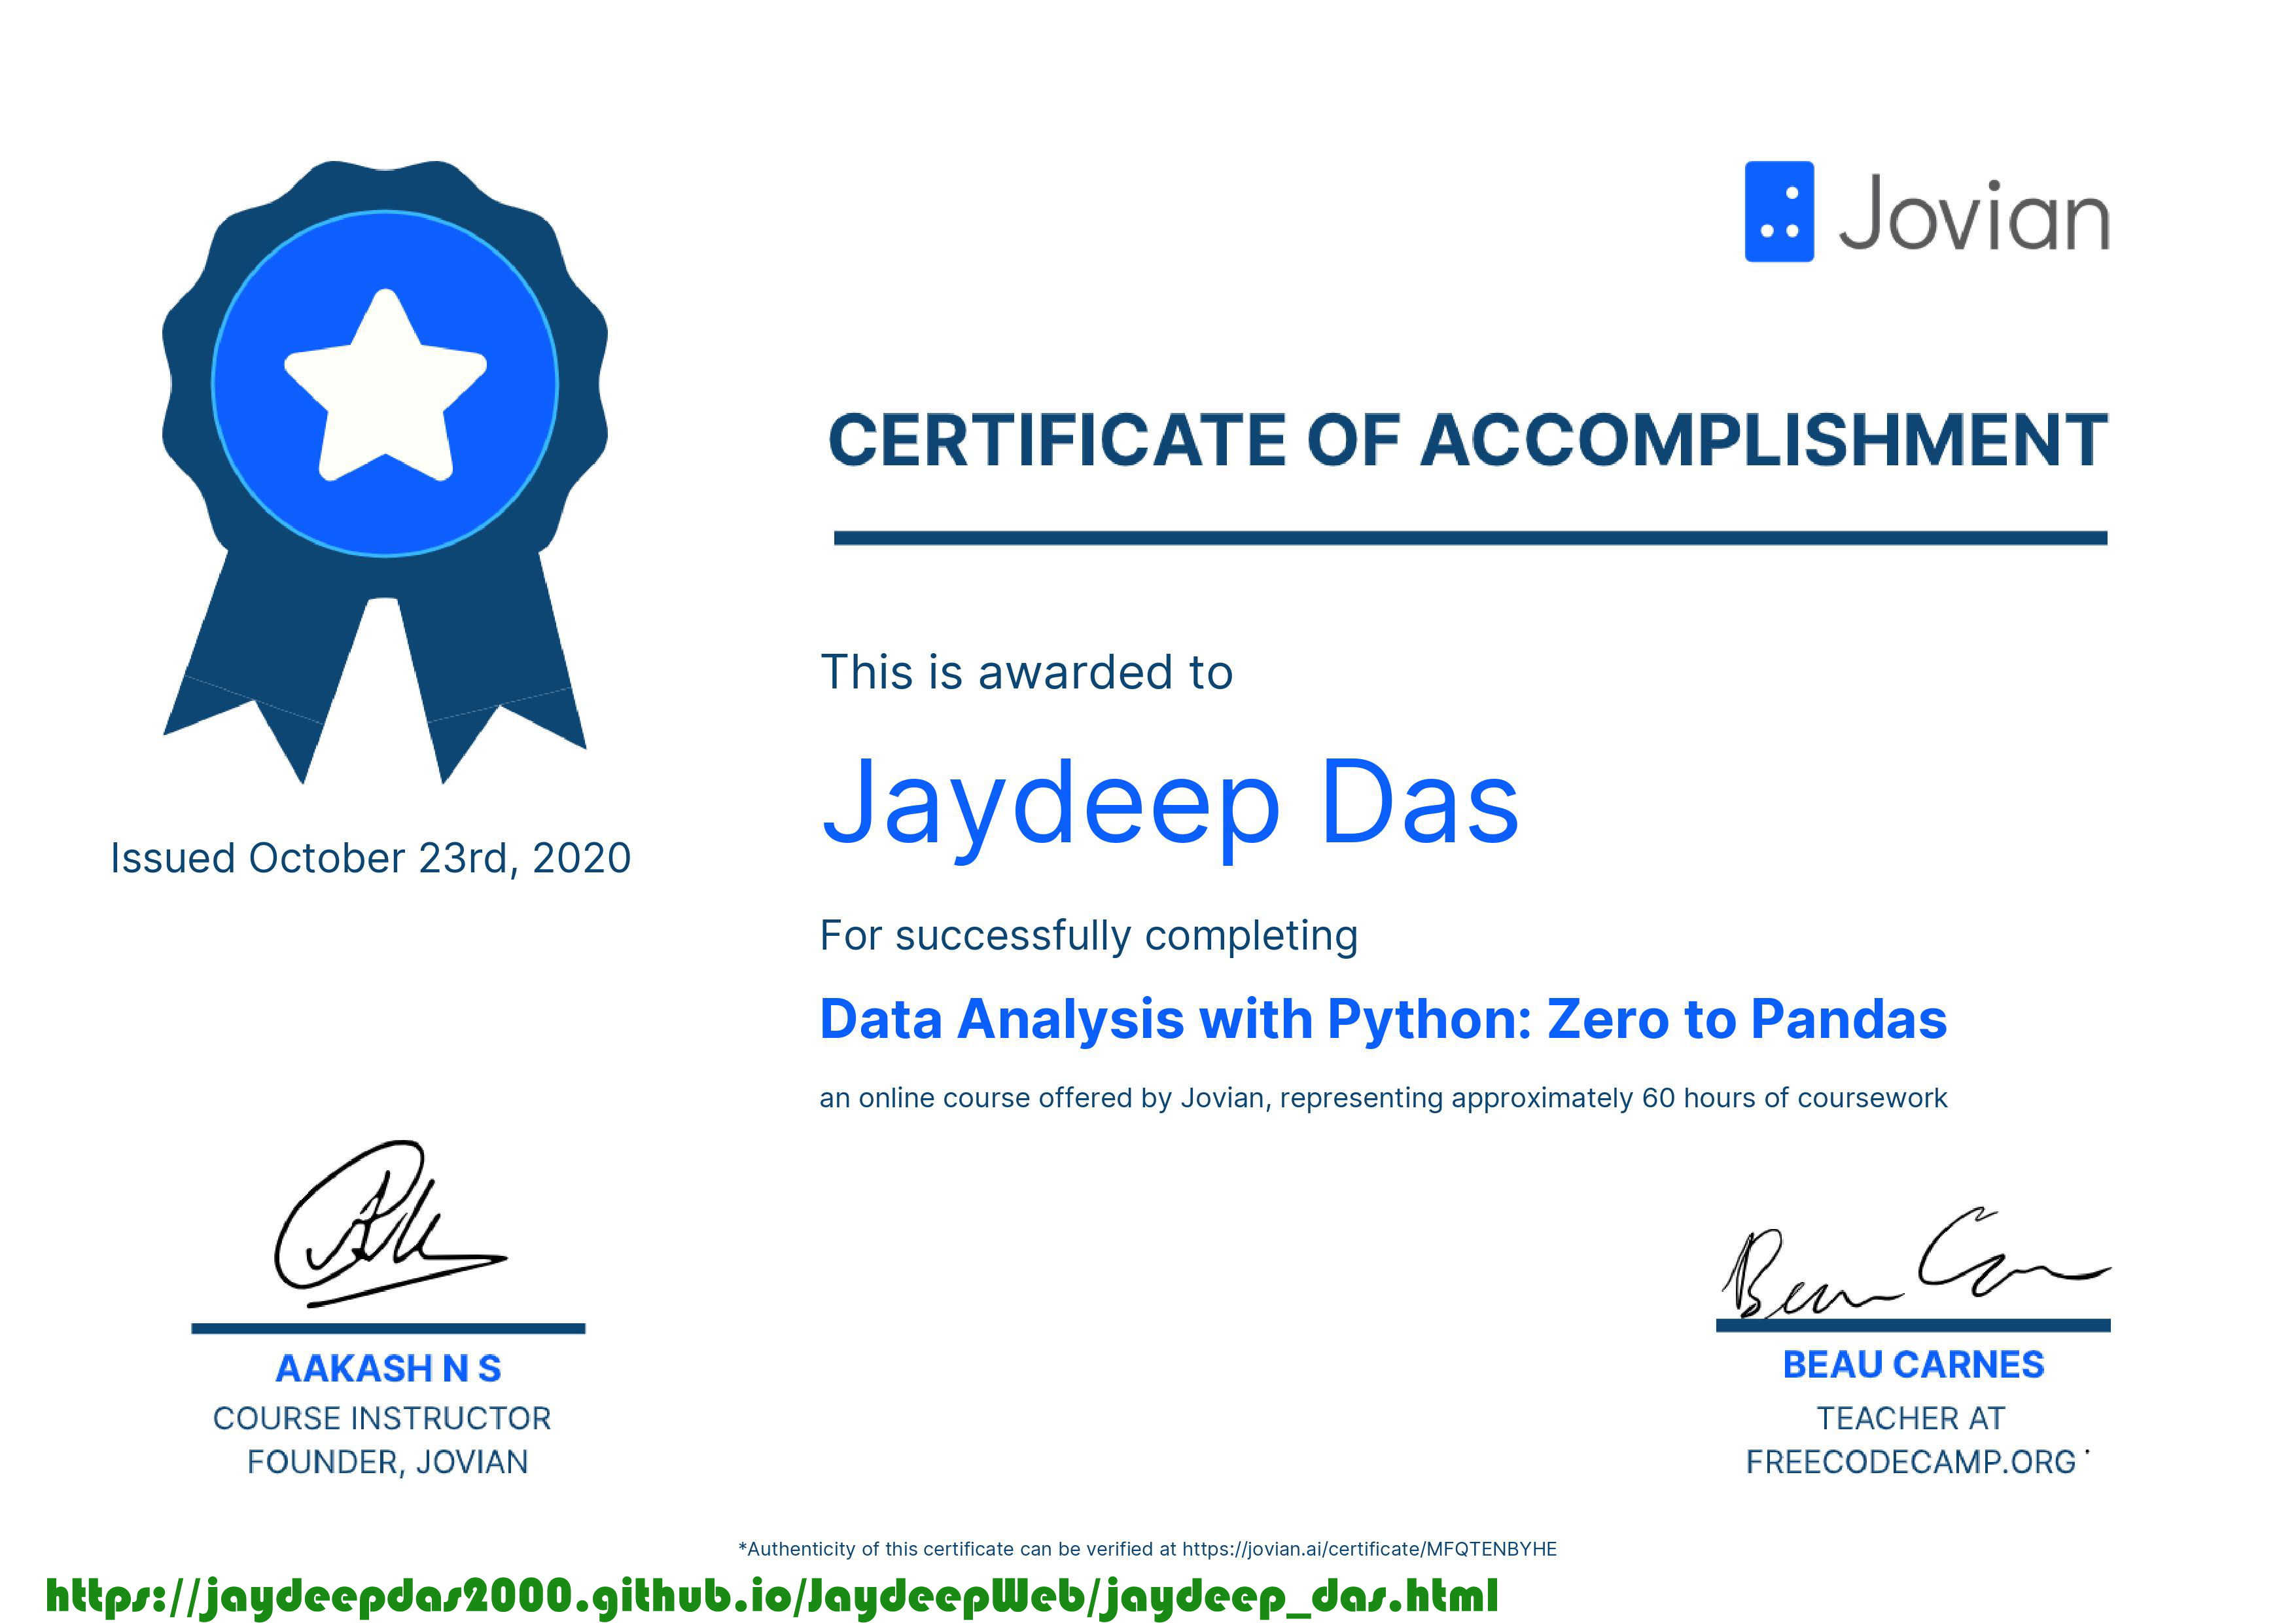 Jovian
CERTIFICATE OF ACCOMPLISHMENT
This is awarded to
Jaydeep Das
Issued October 23rd, 2020
For successfully completing
Data Analysis with Python: Zero to Pandas
an online course offered by Jovian, representing approximately 60 hours of coursework
Beau Car
AAKASH N S
COURSE INSTRUCTOR
FOUNDER, JOVIAN
BEAU CARNES
TEACHER AT
FREECODECAMP.ORG
*Authenticity of this certificate can be verified at https://jovian.ai/certificate/MFQTENBYHE
https://jaydeepdas2000.github.io/JaydeepWeb/jaydeep_das.html